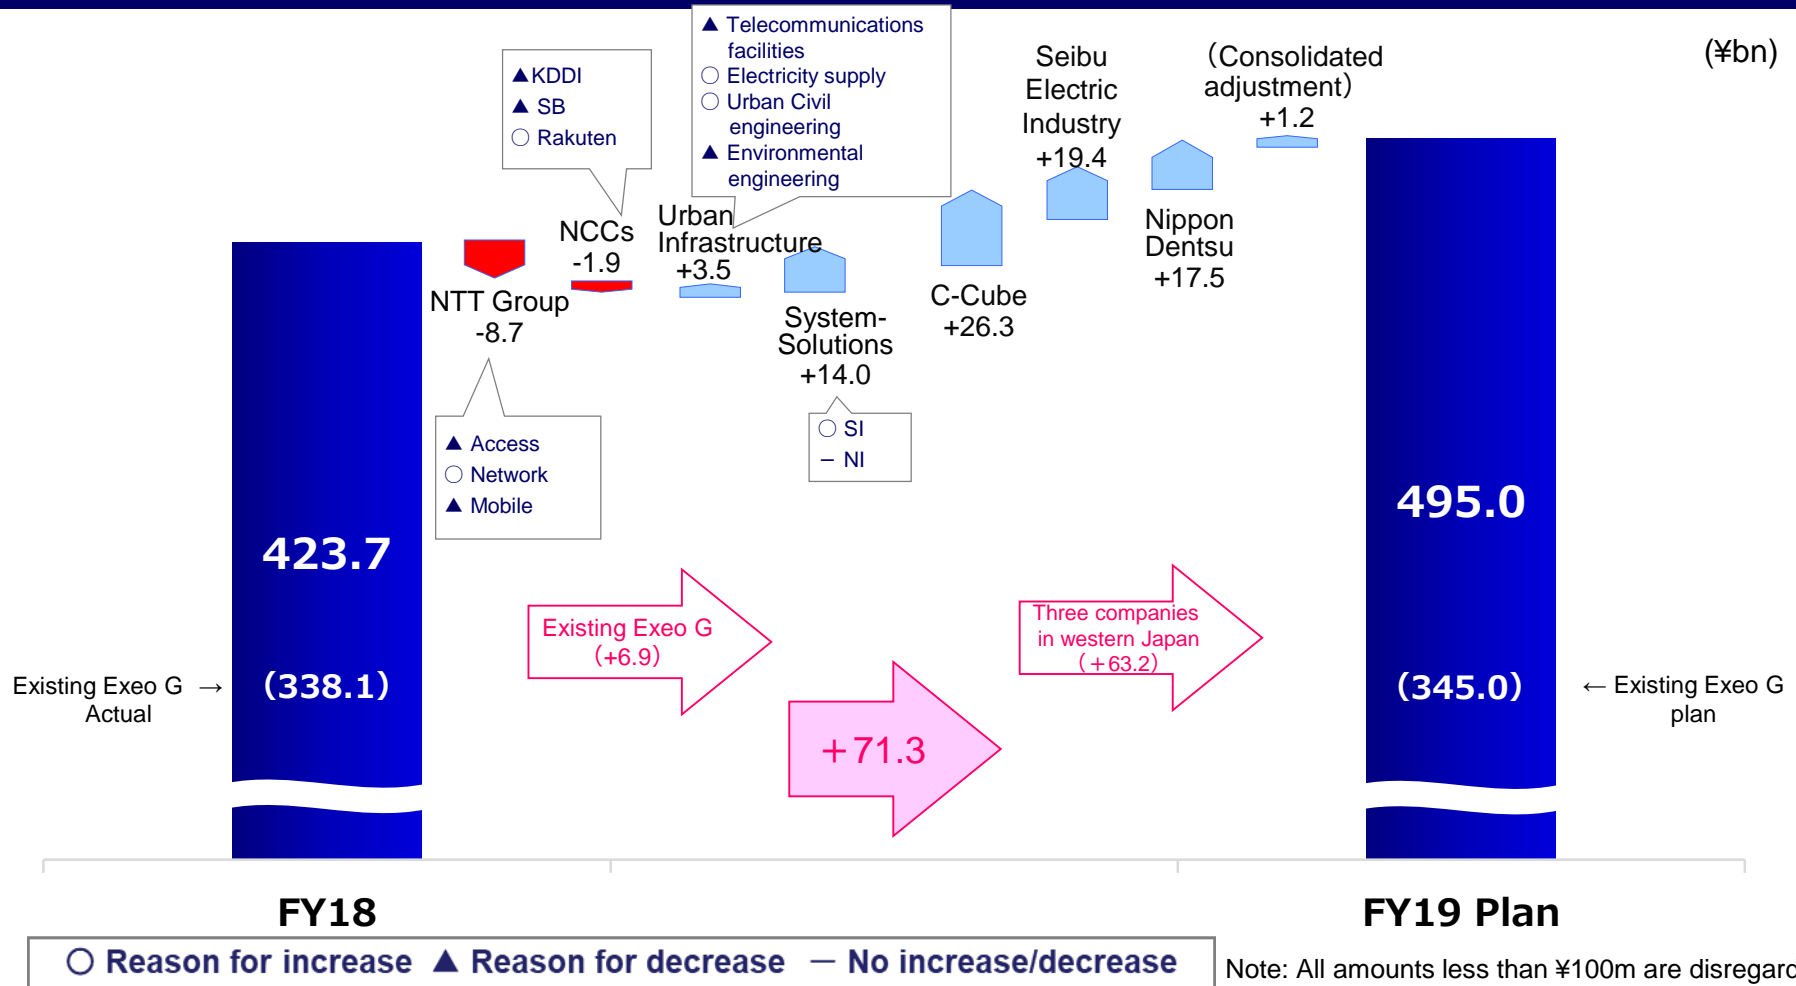 (¥bn)
▲ Telecommunications
facilities
○ Electricity supply
○ Urban Civil
engineering
▲ Environmental
engineering
▲KDDI
▲ SB
○ Rakuten
Seibu
Electric
Industry
+19.4
（Consolidated
adjustment）
+1.2
NCCs
-1.9
Urban
Infrastructure
+3.5
Nippon
Dentsu
+17.5
NTT Group
-8.7
System-
Solutions
+14.0
C-Cube
+26.3
○ SI
– NI
▲ Access
○ Network
▲ Mobile
423.7
495.0
Existing Exeo G
（+6.9）
Three companies
in western Japan
（＋63.2）
Existing Exeo G →
Actual
（338.1）
（345.0）
← Existing Exeo G
plan
＋71.3
FY18
FY19 Plan
○ Reason for increase ▲ Reason for decrease － No increase/decrease
Note: All amounts less than ¥100m are disregard